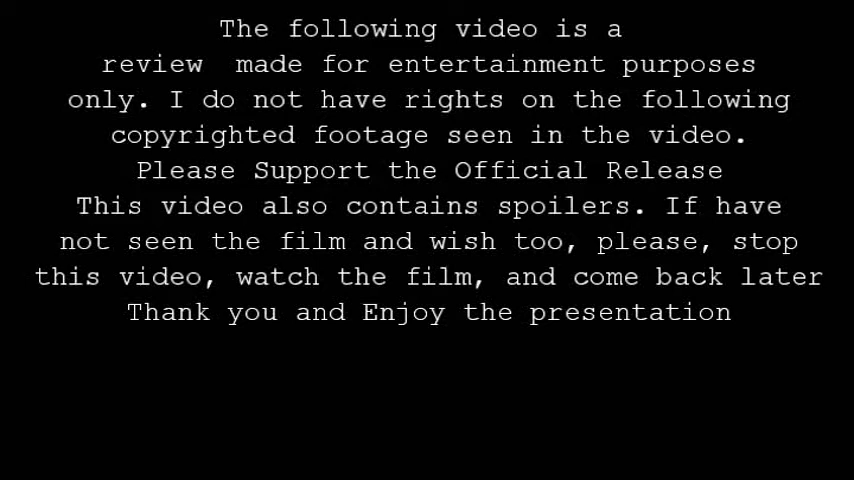 The following video is a
review  made for entertainment purposes
only. I do not have rights on the following
copyrighted footage seen in the video.
Please Support the Official Release
This video also contains spoilers. If have
not seen the film and wish too, please, stop
this video, watch the film, and come back later
Thank you and Enjoy the presentation